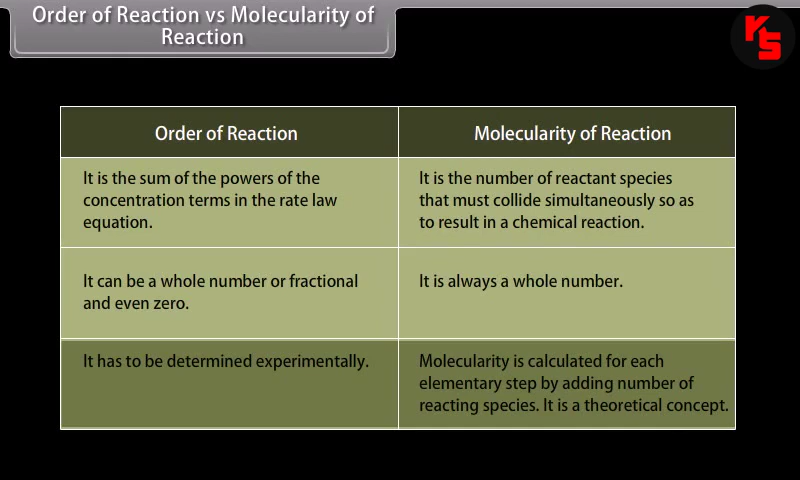 Order of Reaction vs Molecularity of
Reaction
KS
Order of Reaction
Molecularity of Reaction
It is the sum of the powers of the
concentration terms in the rate law
equation.
It is the number of reactant species
that must collide simultaneously so as
to result in a chemical reaction.
It can be a whole number or fractional
and even zero.
It is always a whole number.
It has to be determined experimentally.
Molecularity is calculated for each
elementary step by adding number of
reacting species. It is a theoretical concept.